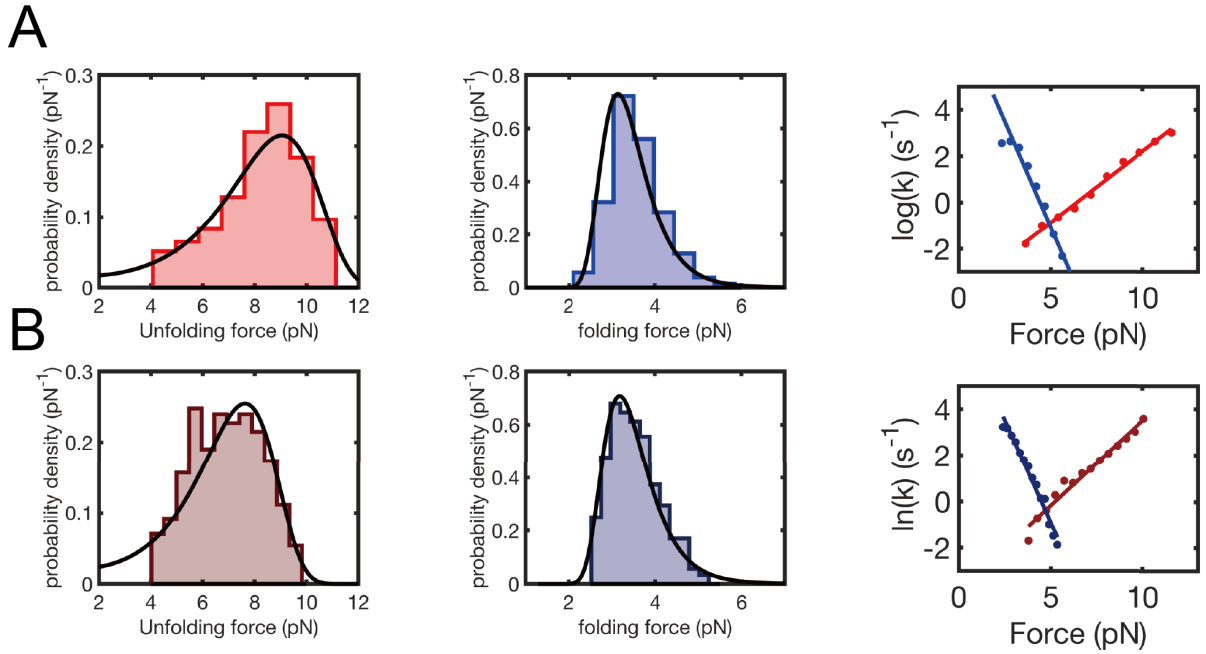 A
probability density (pN⁻¹)
0.3
0.2
0.1
0
2 4 6 8 10 12
Unfolding force (pN)
probability density (pN⁻¹)
0.8
0.6
0.4
0.2
0
2 4 6
folding force (pN)
log(k) (s⁻¹)
4
2
0
-2
0 5 10
Force (pN)
B
probability density (pN⁻¹)
0.3
0.2
0.1
0
2 4 6 8 10 12
Unfolding force (pN)
probability density (pN⁻¹)
0.8
0.6
0.4
0.2
0
2 4 6
folding force (pN)
ln(k) (s⁻¹)
4
2
0
-2
0 5 10
Force (pN)